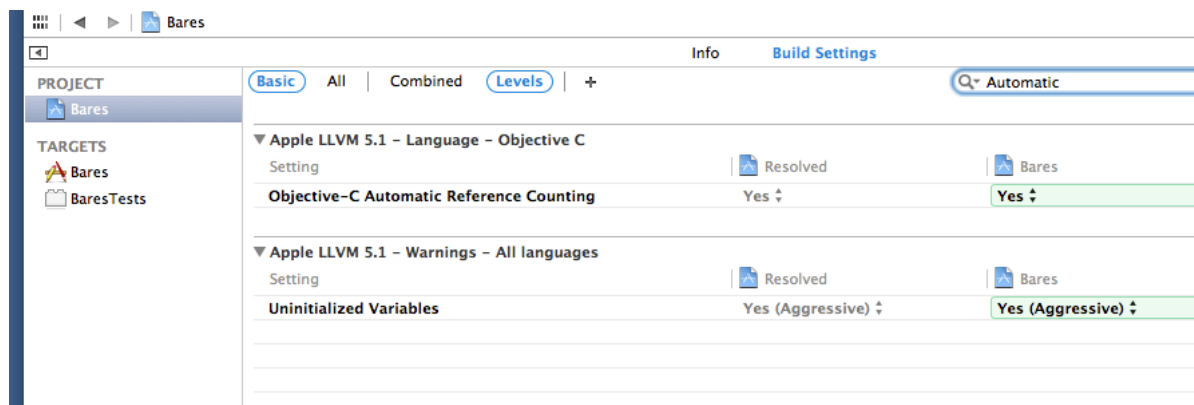 Bares
Info Build Settings
PROJECT Basic All Combined Levels + Automatic
Bares
Apple LLVM 5.1 – Language – Objective C
TARGETS
Setting Resolved Bares
Bares
Objective-C Automatic Reference Counting Yes Yes
BaresTests
Apple LLVM 5.1 – Warnings – All languages
Setting Resolved Bares
Uninitialized Variables Yes (Aggressive) Yes (Aggressive)